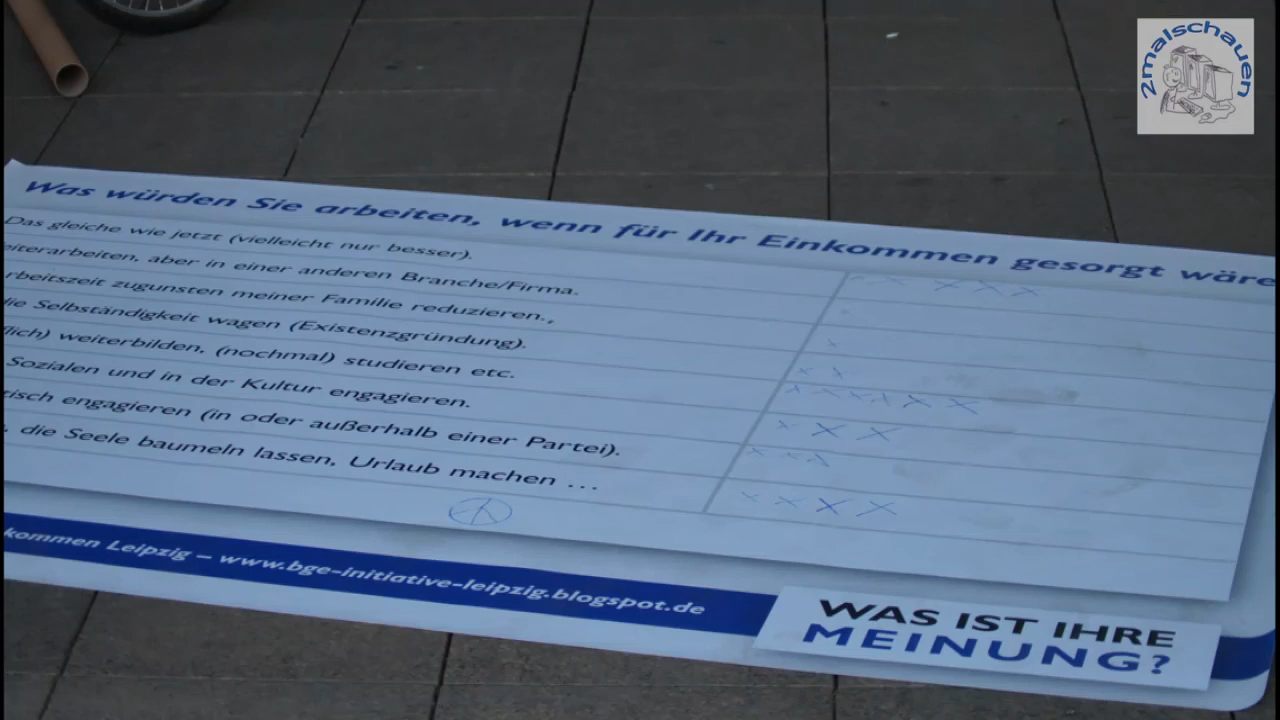 2malschauen
Was würden Sie arbeiten, wenn für Ihr Einkommen gesorgt wäre
Das gleiche wie jetzt (vielleicht nur besser).
eiterarbeiten, aber in einer anderen Branche/Firma.
rbeitszeit zugunsten meiner Familie reduzieren.,
die Selbständigkeit wagen (Existenzgründung).
flich) weiterbilden, (nochmal) studieren etc.
Sozialen und in der Kultur engagieren.
tisch engagieren (in oder außerhalb einer Partei).
die Seele baumeln lassen, Urlaub machen ...
kommen Leipzig – www.bge-initiative-leipzig.blogspot.de
WAS IST IHRE
MEINUNG?